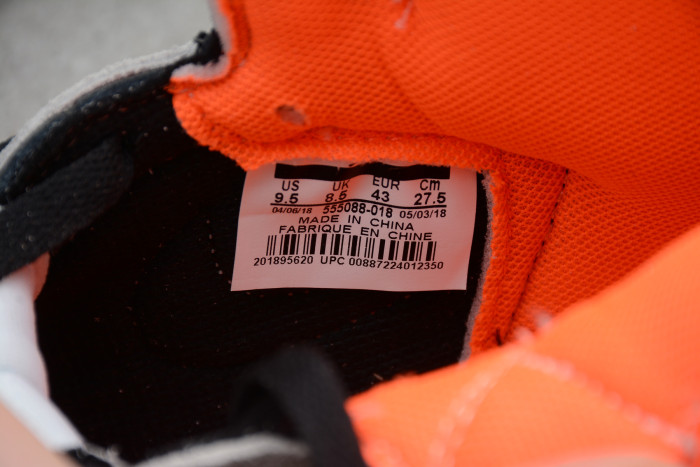 US UK EUR Cm
9.5 8.5 43 27.5
04/06/18 555088-018 05/03/18
MADE IN CHINA
FABRIQUE EN CHINE
201895620 UPC 00887224012350